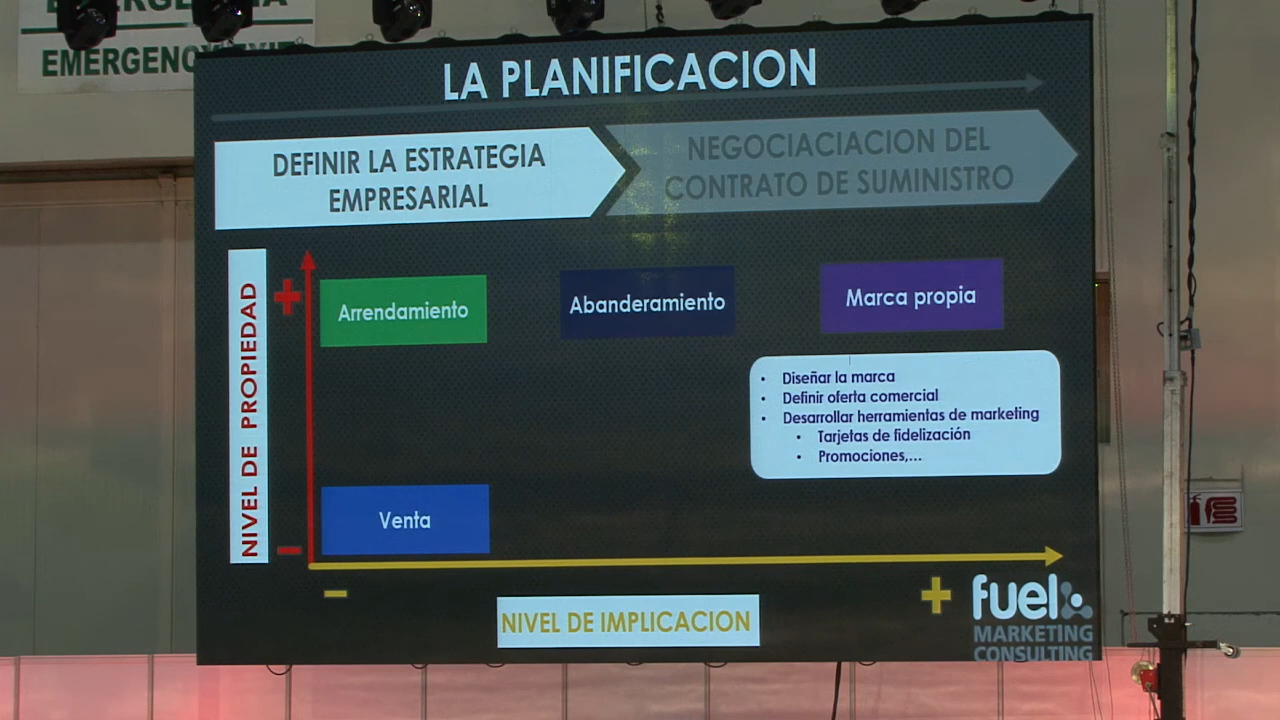 EMERGENCY EXIT
LA PLANIFICACION
DEFINIR LA ESTRATEGIA
EMPRESARIAL
NEGOCIACIACION DEL
CONTRATO DE SUMINISTRO
NIVEL DE PROPIEDAD
+
Arrendamiento
Abanderamiento
Marca propia
• Diseñar la marca
• Definir oferta comercial
• Desarrollar herramientas de marketing
• Tarjetas de fidelización
• Promociones,...
Venta
–
–
+
NIVEL DE IMPLICACION
fuel
MARKETING
CONSULTING